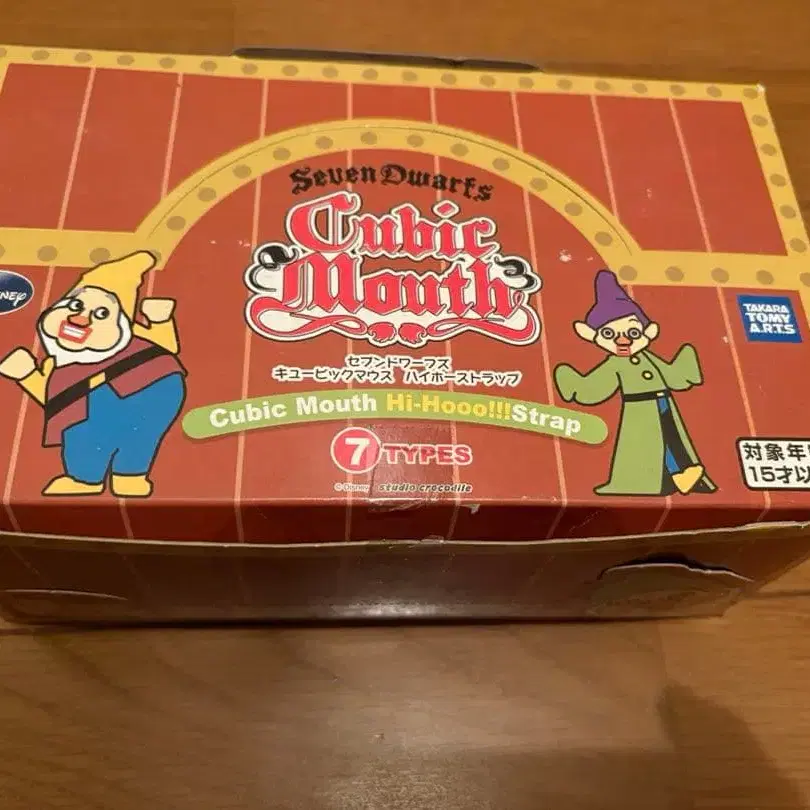 Seven Dwarfs
Cubic
Mouth
セブンドワーフス
キュービックマウス ハイホーストラップ
Cubic Mouth Hi-Hooo!!!Strap
7 TYPES
© Disney studio crocodile
TAKARA
TOMY
A.R.T.S
対象年
15才以